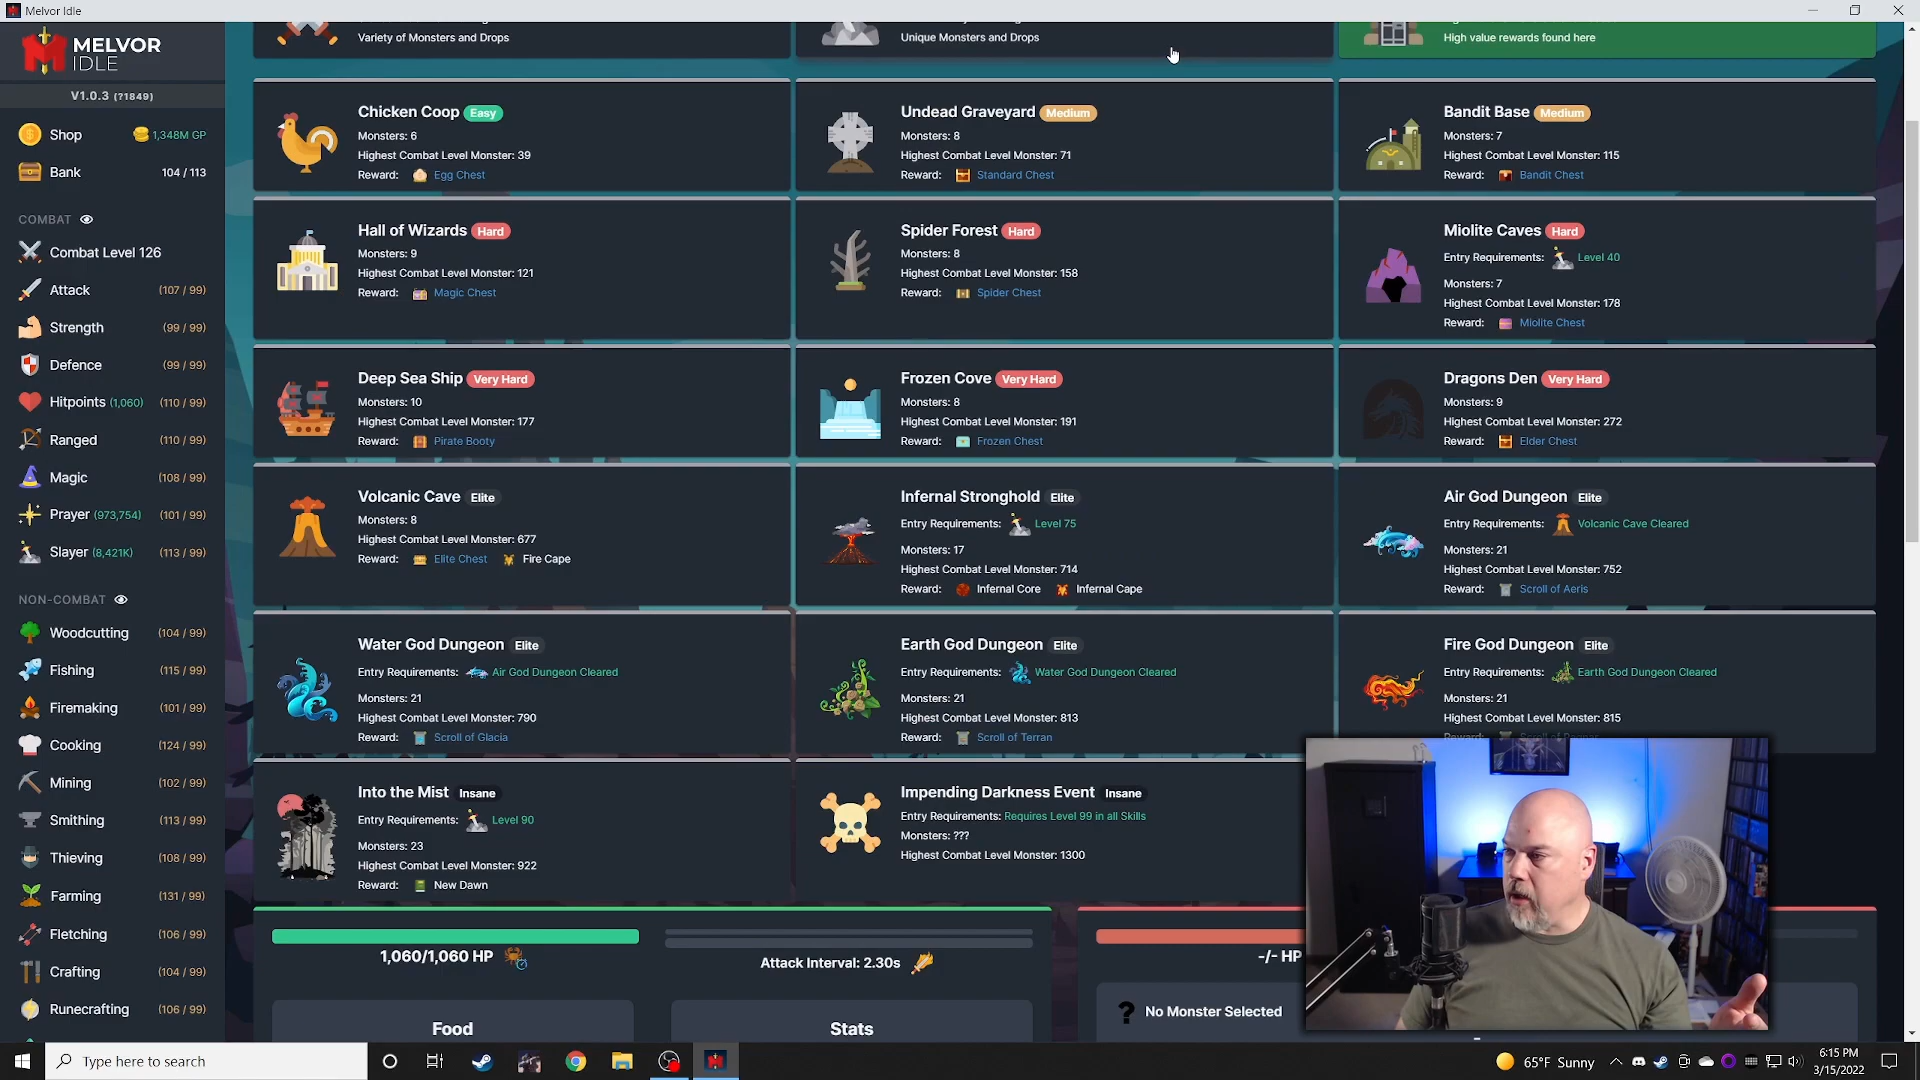 Melvor Idle
MELVOR
IDLE
V1.0.3 (?1849)
Shop 1,348M GP
Bank 104 / 113
COMBAT
Combat Level 126
Attack (107 / 99)
Strength (99 / 99)
Defence (99 / 99)
Hitpoints (1,060) (110 / 99)
Ranged (110 / 99)
Magic (108 / 99)
Prayer (973,754) (101 / 99)
Slayer (8,421K) (113 / 99)
NON-COMBAT
Woodcutting (104 / 99)
Fishing (115 / 99)
Firemaking (101 / 99)
Cooking (124 / 99)
Mining (102 / 99)
Smithing (113 / 99)
Thieving (108 / 99)
Farming (131 / 99)
Fletching (106 / 99)
Crafting (104 / 99)
Runecrafting (106 / 99)
Variety of Monsters and Drops
Unique Monsters and Drops
High value rewards found here
Chicken Coop Easy
Monsters: 6
Highest Combat Level Monster: 39
Reward: Egg Chest
Undead Graveyard Medium
Monsters: 8
Highest Combat Level Monster: 71
Reward: Standard Chest
Bandit Base Medium
Monsters: 7
Highest Combat Level Monster: 115
Reward: Bandit Chest
Hall of Wizards Hard
Monsters: 9
Highest Combat Level Monster: 121
Reward: Magic Chest
Spider Forest Hard
Monsters: 8
Highest Combat Level Monster: 158
Reward: Spider Chest
Miolite Caves Hard
Entry Requirements: Level 40
Monsters: 7
Highest Combat Level Monster: 178
Reward: Miolite Chest
Deep Sea Ship Very Hard
Monsters: 10
Highest Combat Level Monster: 177
Reward: Pirate Booty
Frozen Cove Very Hard
Monsters: 8
Highest Combat Level Monster: 191
Reward: Frozen Chest
Dragons Den Very Hard
Monsters: 9
Highest Combat Level Monster: 272
Reward: Elder Chest
Volcanic Cave Elite
Monsters: 8
Highest Combat Level Monster: 677
Reward: Elite Chest Fire Cape
Infernal Stronghold Elite
Entry Requirements: Level 75
Monsters: 17
Highest Combat Level Monster: 714
Reward: Infernal Core Infernal Cape
Air God Dungeon Elite
Entry Requirements: Volcanic Cave Cleared
Monsters: 21
Highest Combat Level Monster: 752
Reward: Scroll of Aeris
Water God Dungeon Elite
Entry Requirements: Air God Dungeon Cleared
Monsters: 21
Highest Combat Level Monster: 790
Reward: Scroll of Glacia
Earth God Dungeon Elite
Entry Requirements: Water God Dungeon Cleared
Monsters: 21
Highest Combat Level Monster: 813
Reward: Scroll of Terran
Fire God Dungeon Elite
Entry Requirements: Earth God Dungeon Cleared
Monsters: 21
Highest Combat Level Monster: 815
Into the Mist Insane
Entry Requirements: Level 90
Monsters: 23
Highest Combat Level Monster: 922
Reward: New Dawn
Impending Darkness Event Insane
Entry Requirements: Requires Level 99 in all Skills
Monsters: ???
Highest Combat Level Monster: 1300
1,060/1,060 HP
Attack Interval: 2.30s
-/- HP
Food
Stats
? No Monster Selected
-
Type here to search
65°F Sunny
6:15 PM
3/15/2022